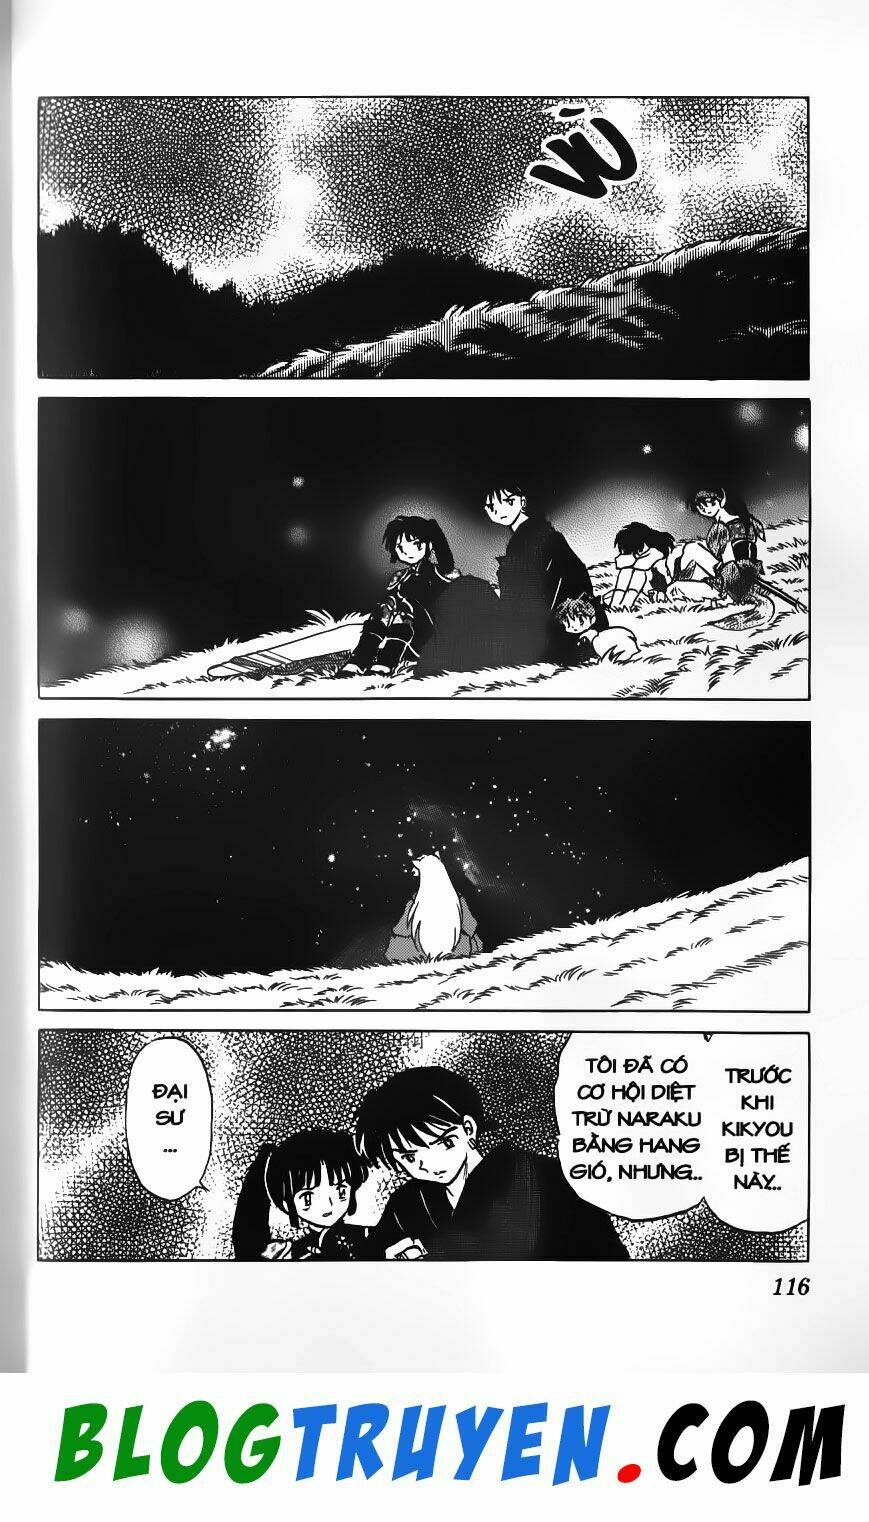 VÙ
TRƯỚC
KHI
KIKYOU
BỊ THẾ
NÀY...
TÔI ĐÃ CÓ
CƠ HỘI DIỆT
TRỪ NARAKU
BẰNG HANG
GIÓ, NHƯNG...
ĐẠI
SƯ
...
116
BLOGTRUYEN.COM